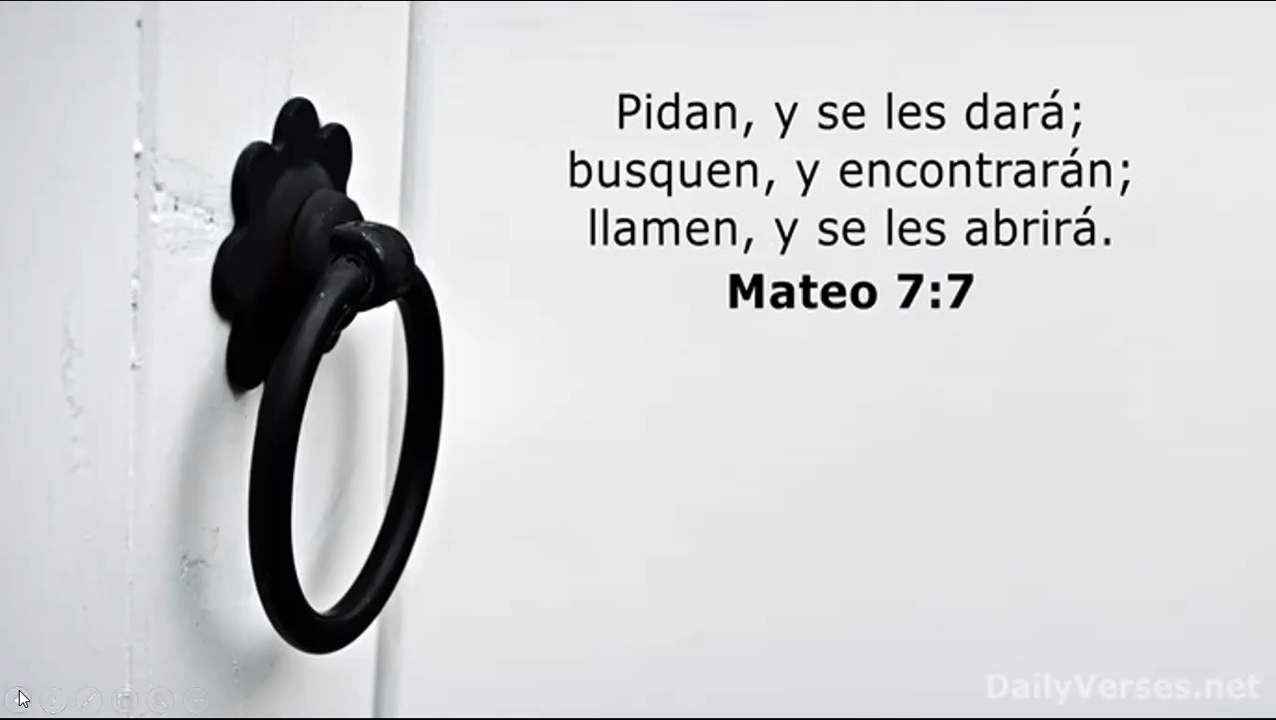 Pidan, y se les dará;
busquen, y encontrarán;
llamen, y se les abrirá.
Mateo 7:7
DailyVerses.net